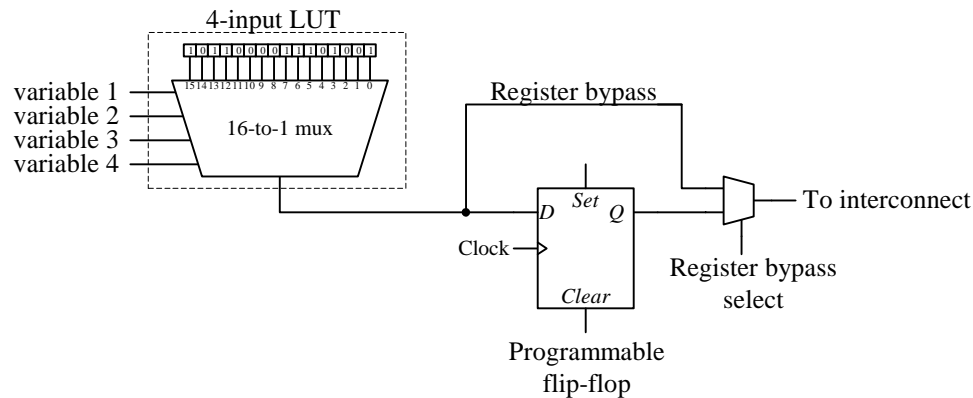 4-input LUT
1 0 1 1 0 0 0 0 1 1 1 0 1 0 0 1
15 14 13 12 11 10 9 8 7 6 5 4 3 2 1 0
variable 1
variable 2
variable 3
variable 4
16-to-1 mux
Register bypass
D
Set
Q
Clock
Clear
To interconnect
Register bypass
select
Programmable
flip-flop